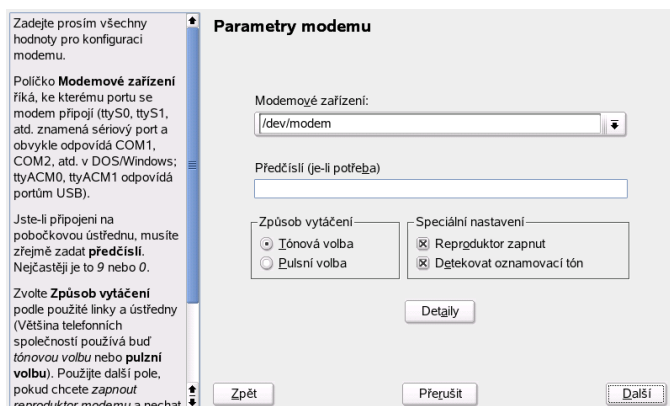 Zadejte prosím všechny
hodnoty pro konfiguraci
modemu.
Políčko Modemové zařízení
říká, ke kterému portu se
modem připojí (ttyS0, ttyS1,
atd. znamená sériový port a
obvykle odpovídá COM1,
COM2, atd. v DOS/Windows;
ttyACM0, ttyACM1 odpovídá
portům USB).
Jste-li připojeni na
pobočkovou ústřednu, musíte
zřejmě zadat předčíslí.
Nejčastěji je to 9 nebo 0.
Zvolte Způsob vytáčení
podle použité linky a ústředny
(Většina telefonních
společností používá buď
tónovou volbu nebo pulzní
volbu). Použijte další pole,
pokud chcete zapnout
reproduktor modemu a nechat
Parametry modemu
Modemové zařízení:
/dev/modem
Předčíslí (je-li potřeba)
Způsob vytáčení
Tónová volba
Pulsní volba
Speciální nastavení
Reproduktor zapnut
Detekovat oznamovací tón
Detaily
Zpět
Přerušit
Další